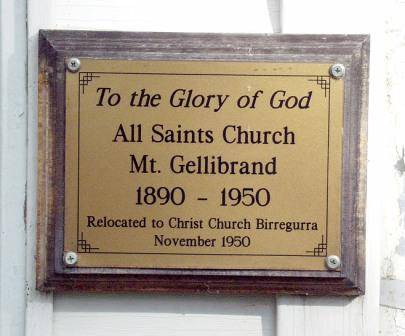 To the Glory of God
All Saints Church
Mt. Gellibrand
1890 - 1950
Relocated to Christ Church Birregurra
November 1950